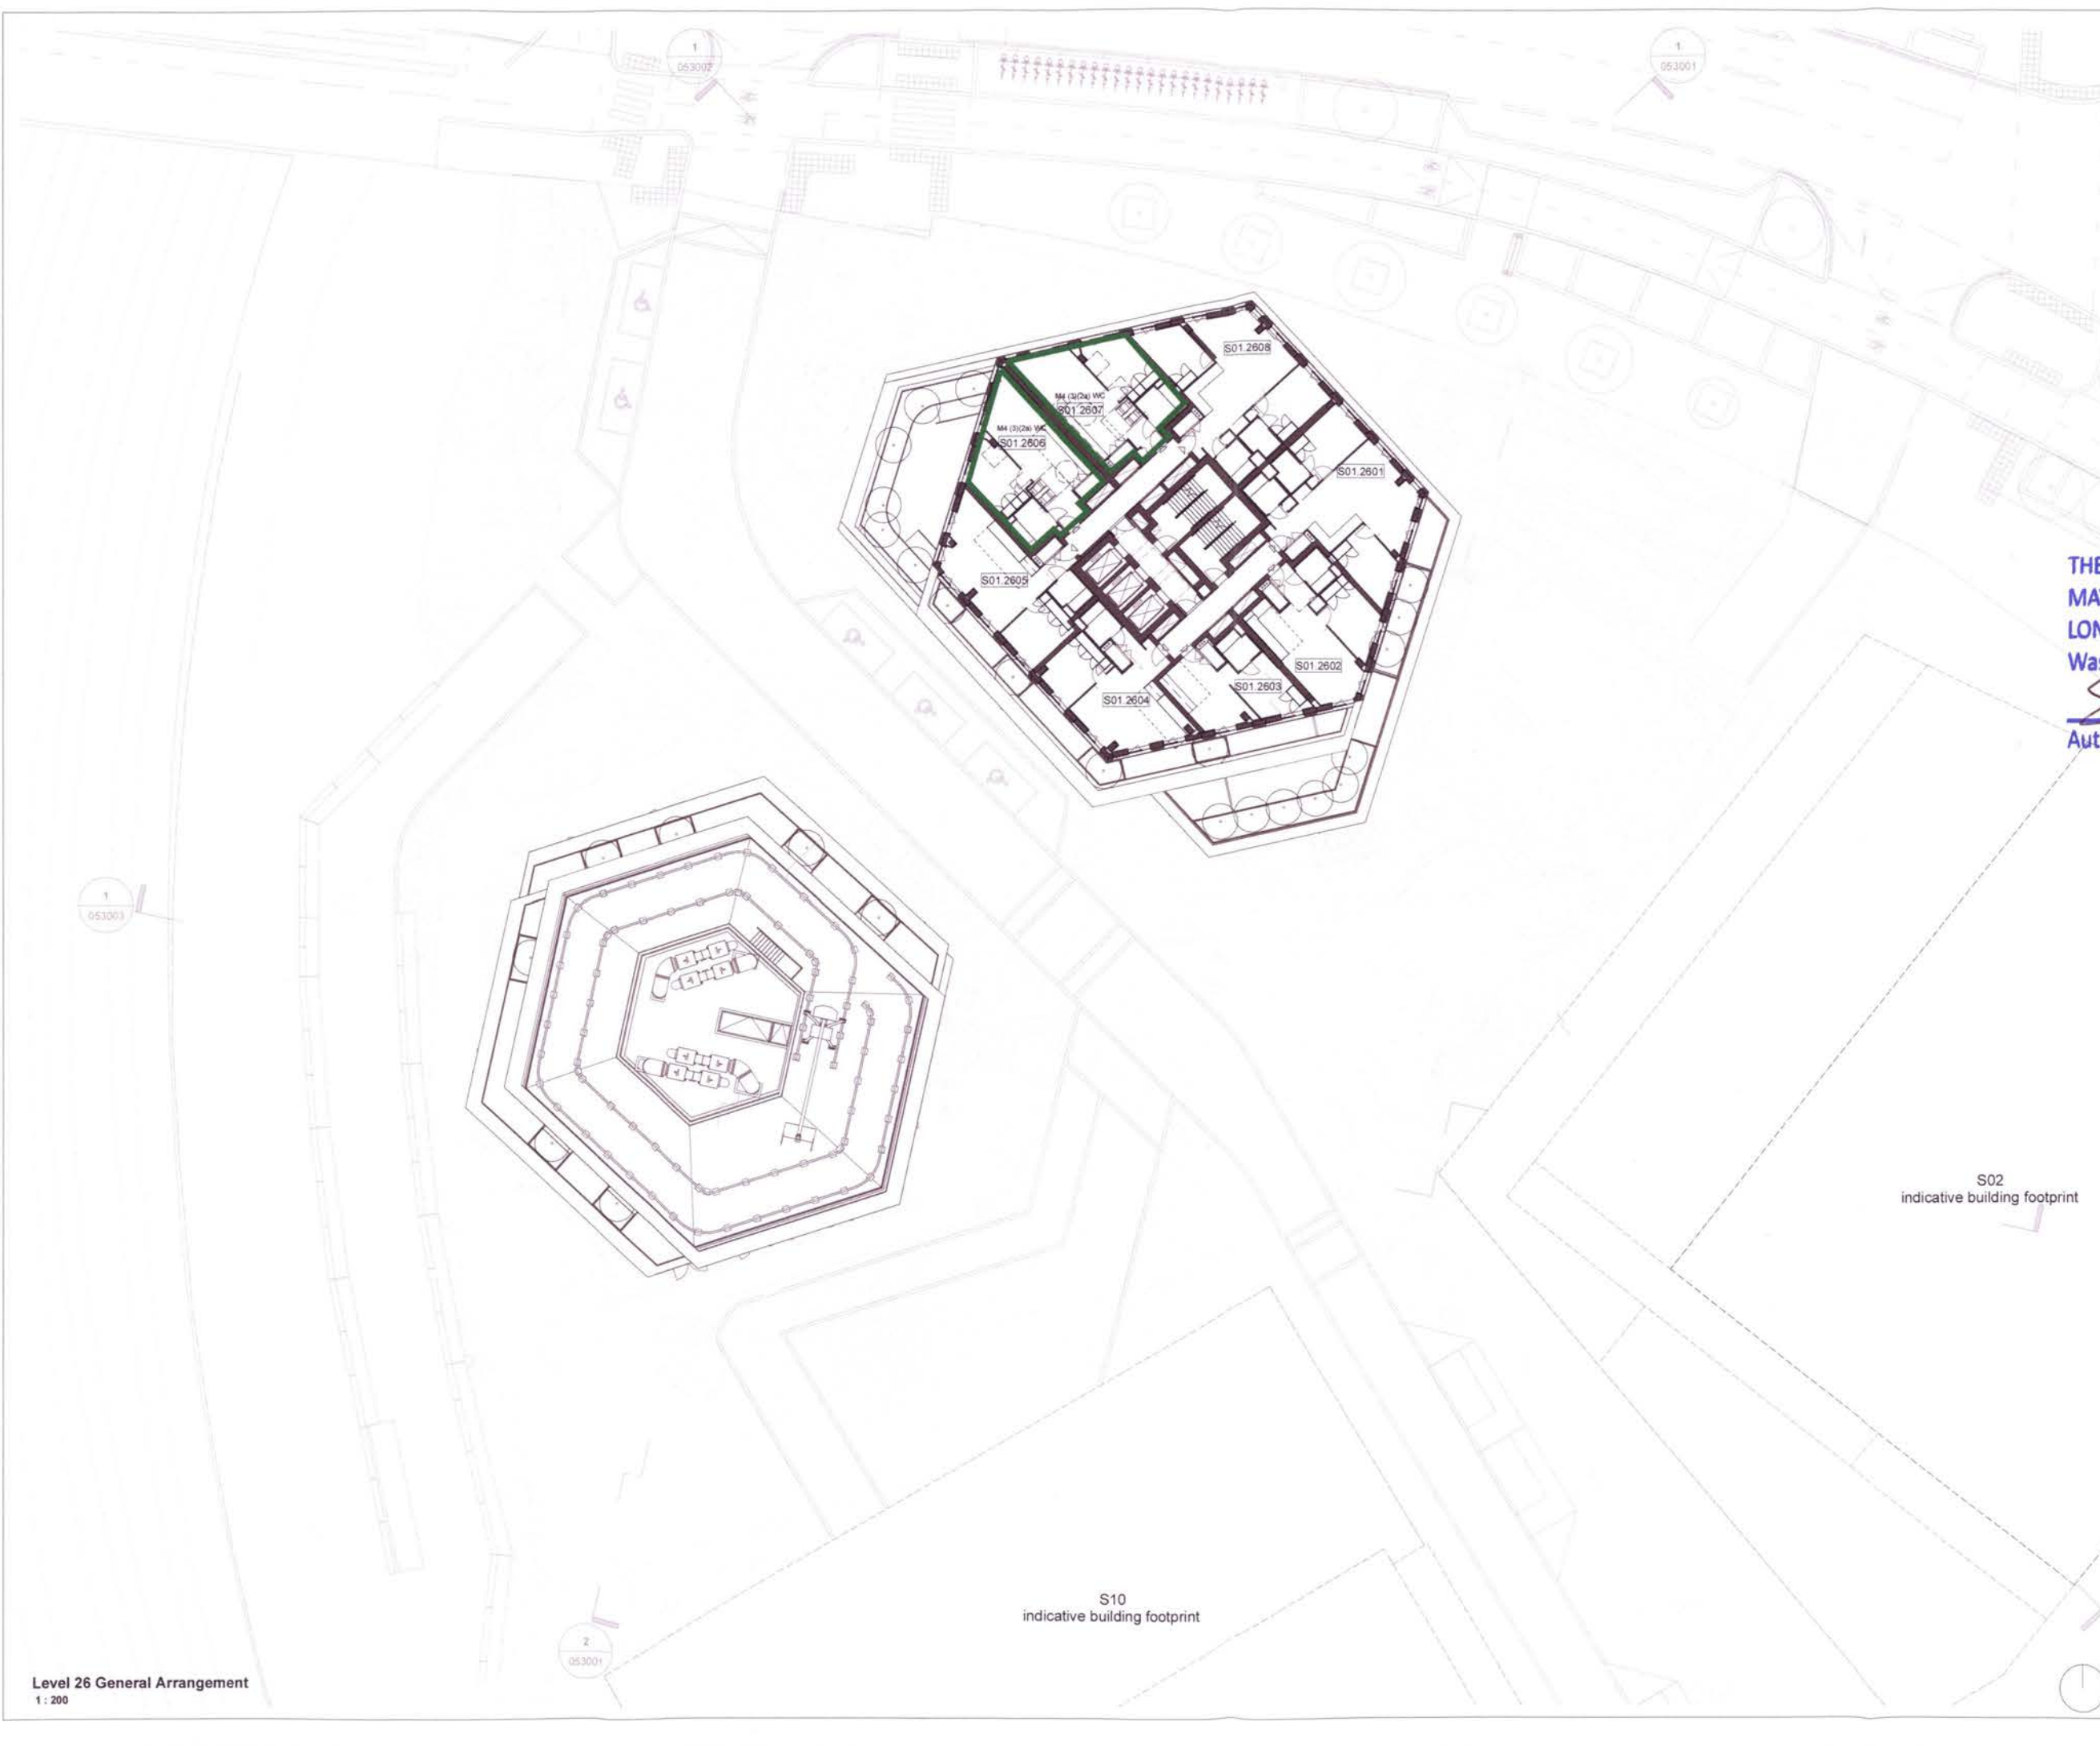 1
053002
1
053001
S01.2608
M4 (3)(2a) WC
S01.2607
M4 (3)(2a) WC
S01.2606
S01.2601
S01.2605
S01.2602
S01.2603
S01.2604
THE
MA
LON
Was
Aut
1
053003
S02
indicative building footprint
S10
indicative building footprint
2
053001
Level 26 General Arrangement
1 : 200